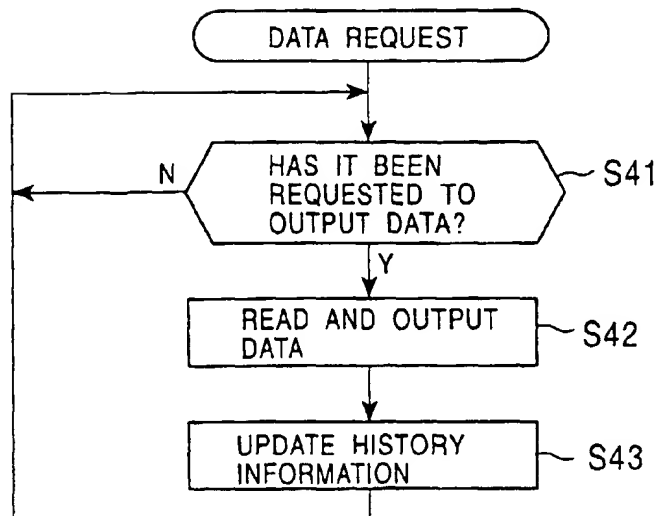 DATA REQUEST
HAS IT BEEN
REQUESTED TO
OUTPUT DATA?
S41
N
Y
READ AND OUTPUT
DATA
S42
UPDATE HISTORY
INFORMATION
S43